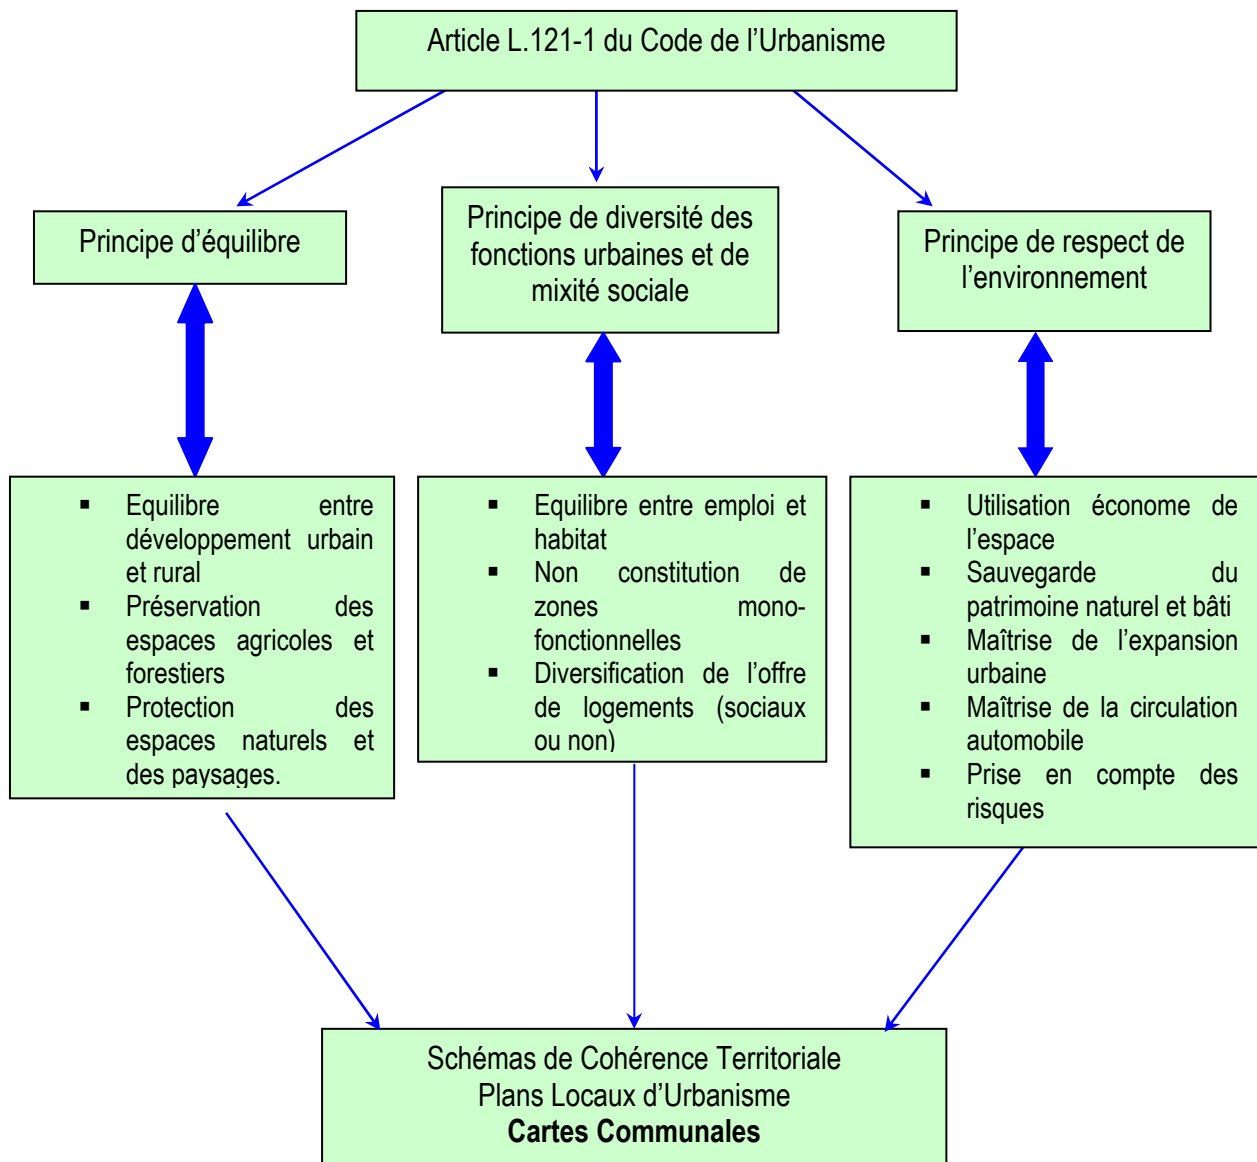 Article L.121-1 du Code de l'Urbanisme
Principe d'équilibre
Principe de diversité des
fonctions urbaines et de
mixité sociale
Principe de respect de
l'environnement
▪ Equilibre entre
développement urbain
et rural
▪ Préservation des
espaces agricoles et
forestiers
▪ Protection des
espaces naturels et
des paysages.
▪ Equilibre entre emploi et
habitat
▪ Non constitution de
zones mono-
fonctionnelles
▪ Diversification de l'offre
de logements (sociaux
ou non)
▪ Utilisation économe de
l'espace
▪ Sauvegarde du
patrimoine naturel et bâti
▪ Maîtrise de l'expansion
urbaine
▪ Maîtrise de la circulation
automobile
▪ Prise en compte des
risques
Schémas de Cohérence Territoriale
Plans Locaux d'Urbanisme
Cartes Communales